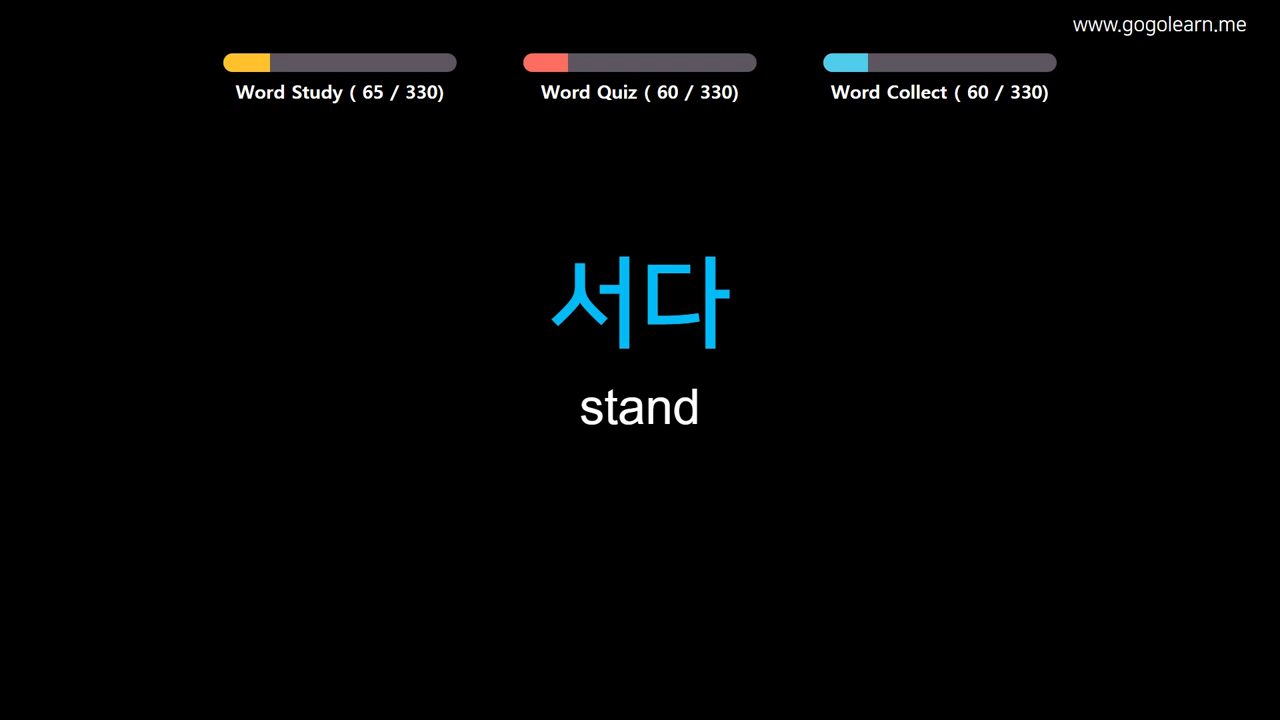 www.gogolearn.me
Word Study ( 65 / 330)
Word Quiz ( 60 / 330)
Word Collect ( 60 / 330)
서다
stand